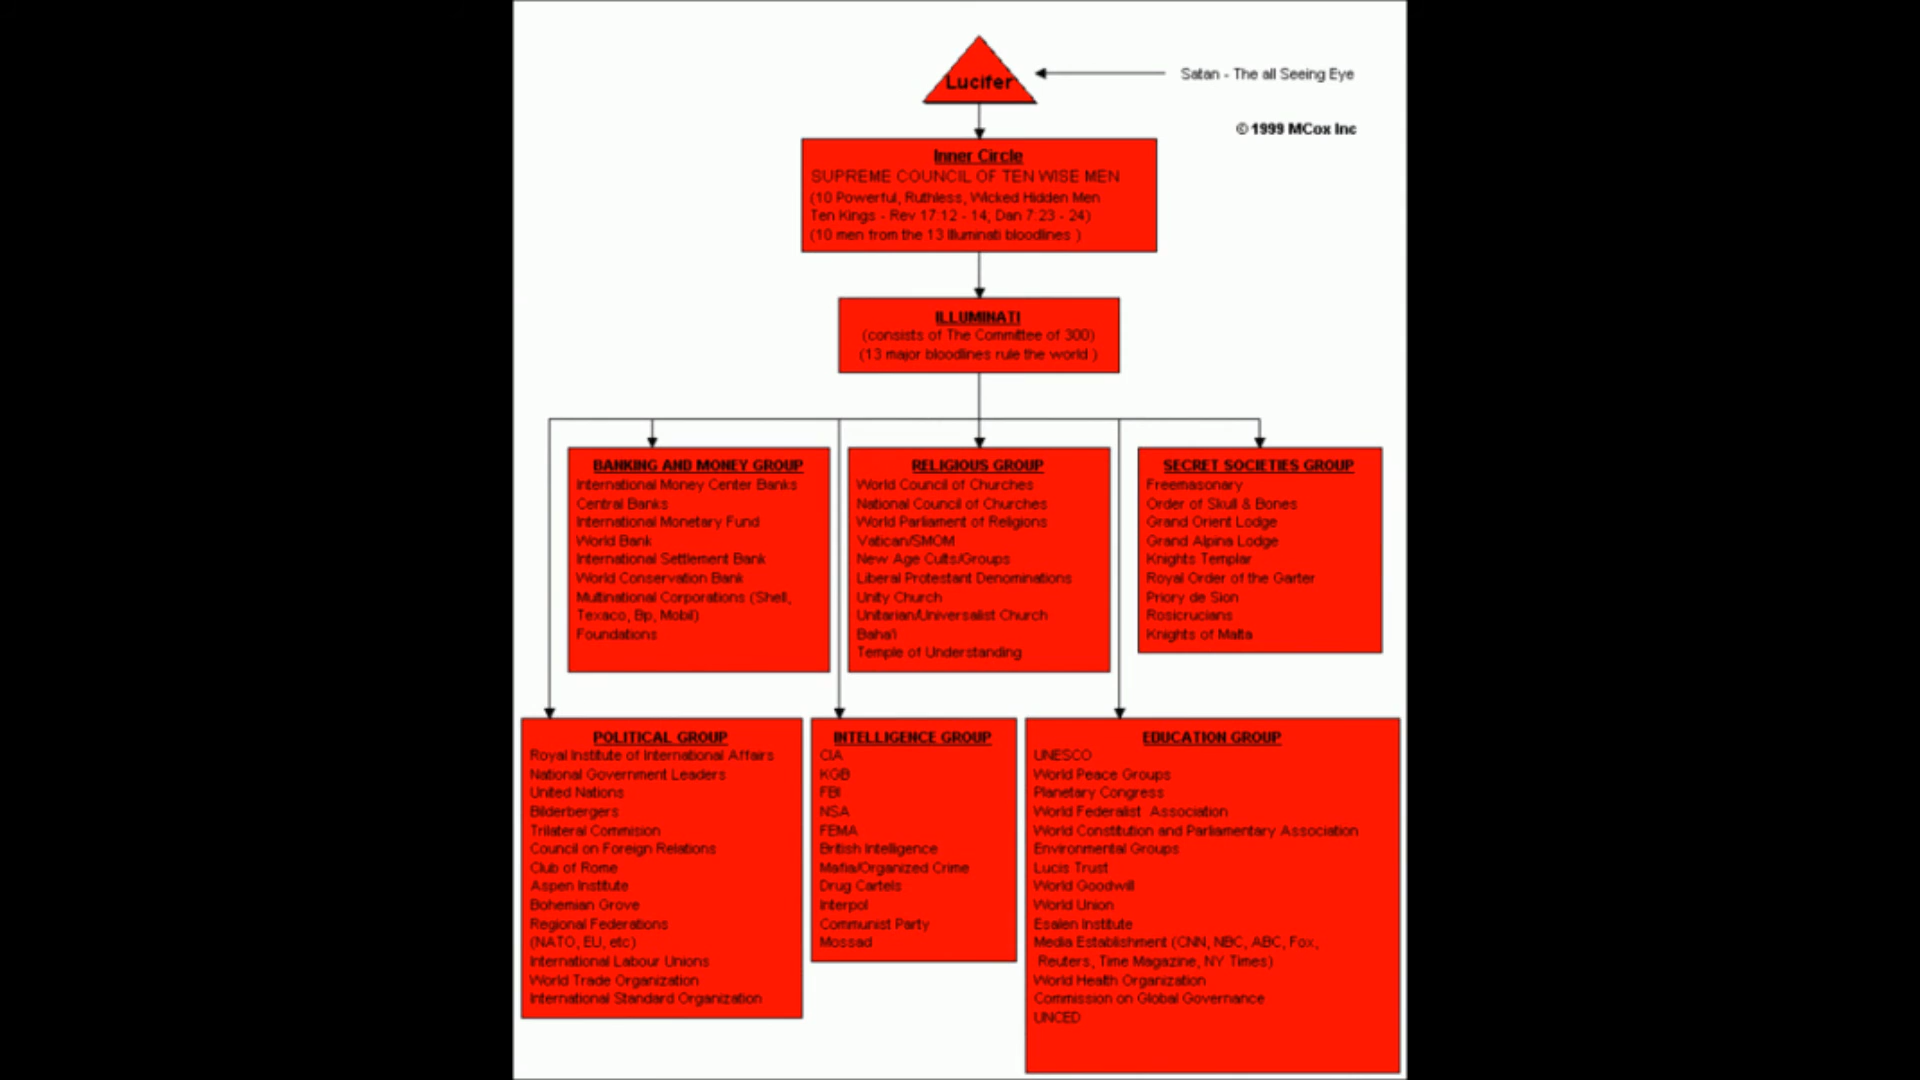 Lucifer
Satan - The all Seeing Eye
© 1999 MCox Inc
Inner Circle
SUPREME COUNCIL OF TEN WISE MEN
(10 Powerful, Ruthless, Wicked Hidden Men
Ten Kings - Rev 17:12 - 14, Dan 7:23 - 24)
(10 men from the 13 Illuminati bloodlines )
ILLUMINATI
(consists of The Committee of 300)
(13 major bloodlines rule the world )
BANKING AND MONEY GROUP
International Money Center Banks
Central Banks
International Monetary Fund
World Bank
International Settlement Bank
World Conservation Bank
Multinational Corporations (Shell,
Texaco, Bp, Mobil)
Foundations
RELIGIOUS GROUP
World Council of Churches
National Council of Churches
World Parliament of Religions
Vatican/SMOM
New Age Cults/Groups
Liberal Protestant Denominations
Unity Church
Unitarian/Universalist Church
Baha'i
Temple of Understanding
SECRET SOCIETIES GROUP
Freemasonary
Order of Skull & Bones
Grand Orient Lodge
Grand Alpina Lodge
Knights Templar
Royal Order of the Garter
Priory de Sion
Rosicrucians
Knights of Malta
POLITICAL GROUP
Royal Institute of International Affairs
National Government Leaders
United Nations
Bilderbergers
Trilateral Commision
Council on Foreign Relations
Club of Rome
Aspen Institute
Bohemian Grove
Regional Federations
(NATO, EU, etc)
International Labour Unions
World Trade Organization
International Standard Organization
INTELLIGENCE GROUP
CIA
KGB
FBI
NSA
FEMA
British Intelligence
Mafia/Organized Crime
Drug Cartels
Interpol
Communist Party
Mossad
EDUCATION GROUP
UNESCO
World Peace Groups
Planetary Congress
World Federalist Association
World Constitution and Parliamentary Association
Environmental Groups
Lucis Trust
World Goodwill
World Union
Esalen Institute
Media Establishment (CNN, NBC, ABC, Fox,
Reuters, Time Magazine, NY Times)
World Health Organization
Commission on Global Governance
UNCED